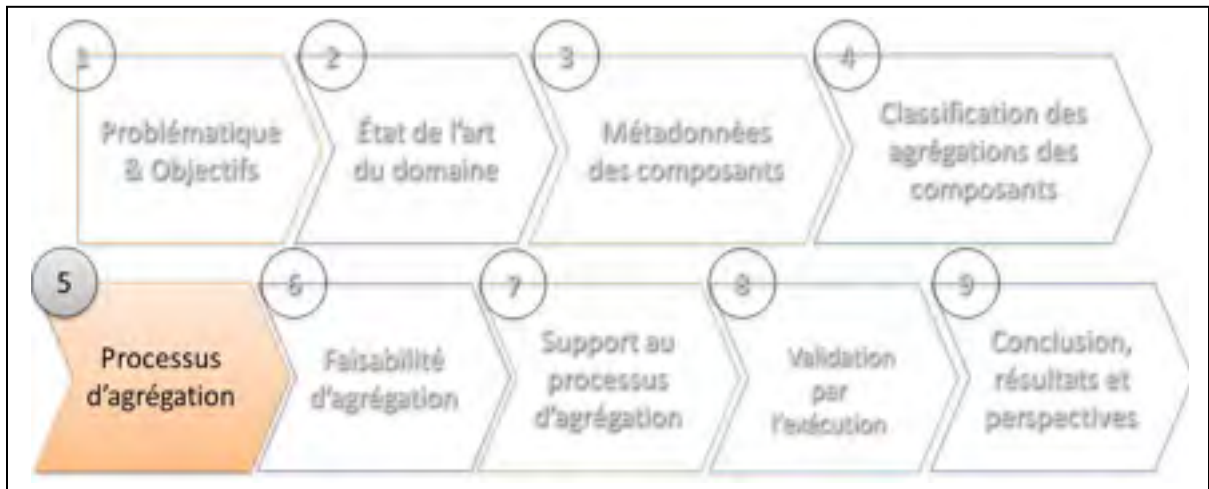 1
Problématique
& Objectifs
2
État de l'art
du domaine
3
Métadonnées
des composants
4
Classification des
agrégations des
composants
5
Processus
d'agrégation
6
Faisabilité
d'agrégation
7
Support au
processus
d'agrégation
8
Validation
par
l'exécution
9
Conclusion,
résultats et
perspectives